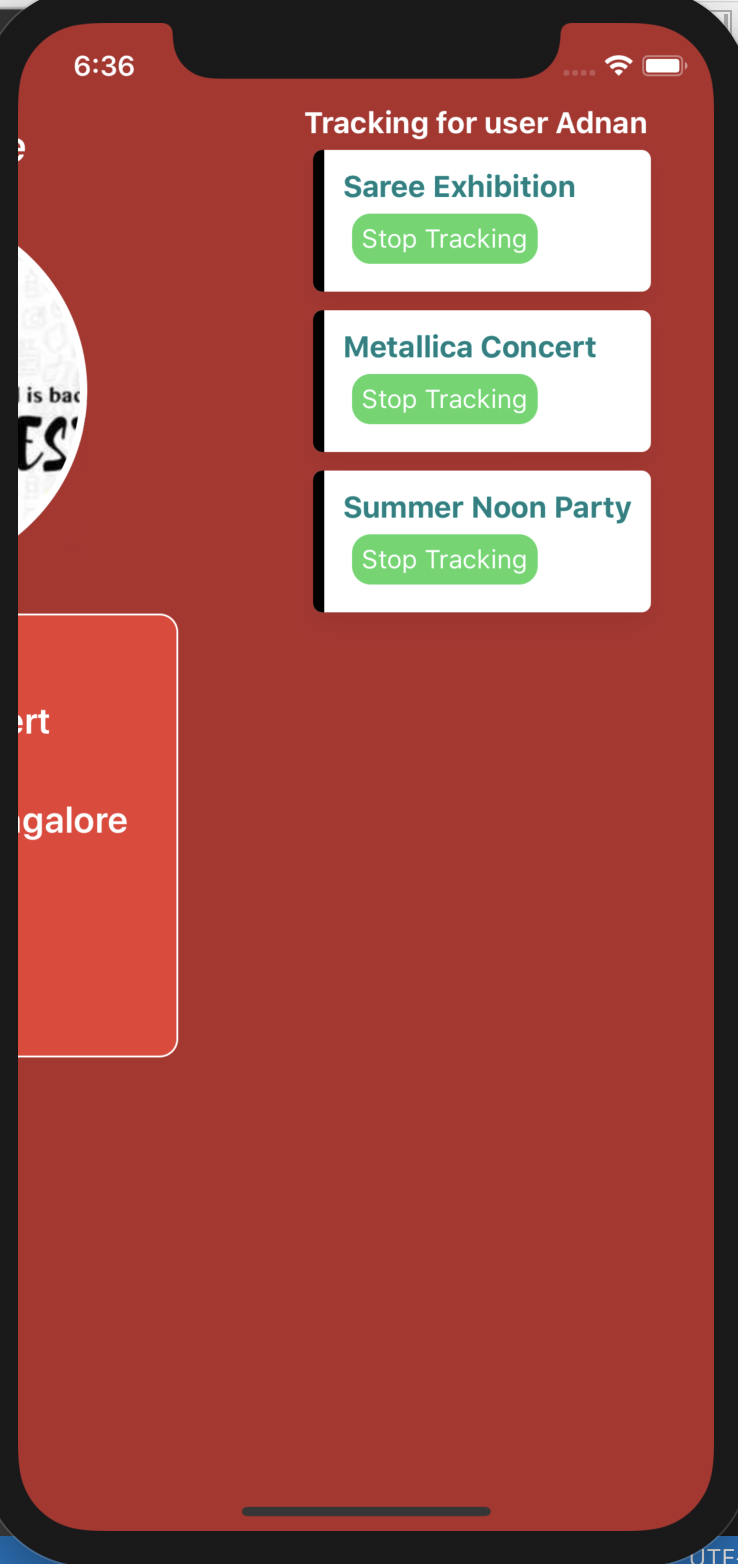 6:36
Tracking for user Adnan
Saree Exhibition
Stop Tracking
Metallica Concert
Stop Tracking
Summer Noon Party
Stop Tracking
is bac
ES
ert
galore
UTF